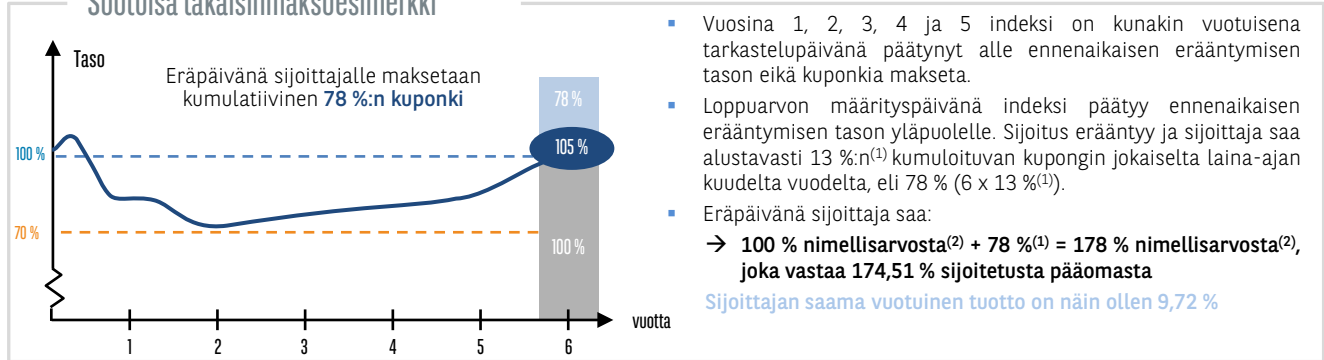 Suotuisa takaisinmaksuesimerkki
Taso
Eräpäivänä sijoittajalle maksetaan
kumulatiivinen 78 %:n kuponki
78 %
105 %
100 %
100 %
70 %
vuotta
1 2 3 4 5 6
▪ Vuosina 1, 2, 3, 4 ja 5 indeksi on kunakin vuotuisena
tarkastelupäivänä päätynyt alle ennenaikaisen erääntymisen
tason eikä kuponkia makseta.
▪ Loppuarvon määrityspäivänä indeksi päätyy ennenaikaisen
erääntymisen tason yläpuolelle. Sijoitus erääntyy ja sijoittaja saa
alustavasti 13 %:n(1) kumuloituvan kupongin jokaiselta laina-ajan
kuudelta vuodelta, eli 78 % (6 x 13 %(1)).
▪ Eräpäivänä sijoittaja saa:
→ 100 % nimellisarvosta(2) + 78 %(1) = 178 % nimellisarvosta(2),
joka vastaa 174,51 % sijoitetusta pääomasta
Sijoittajan saama vuotuinen tuotto on näin ollen 9,72 %